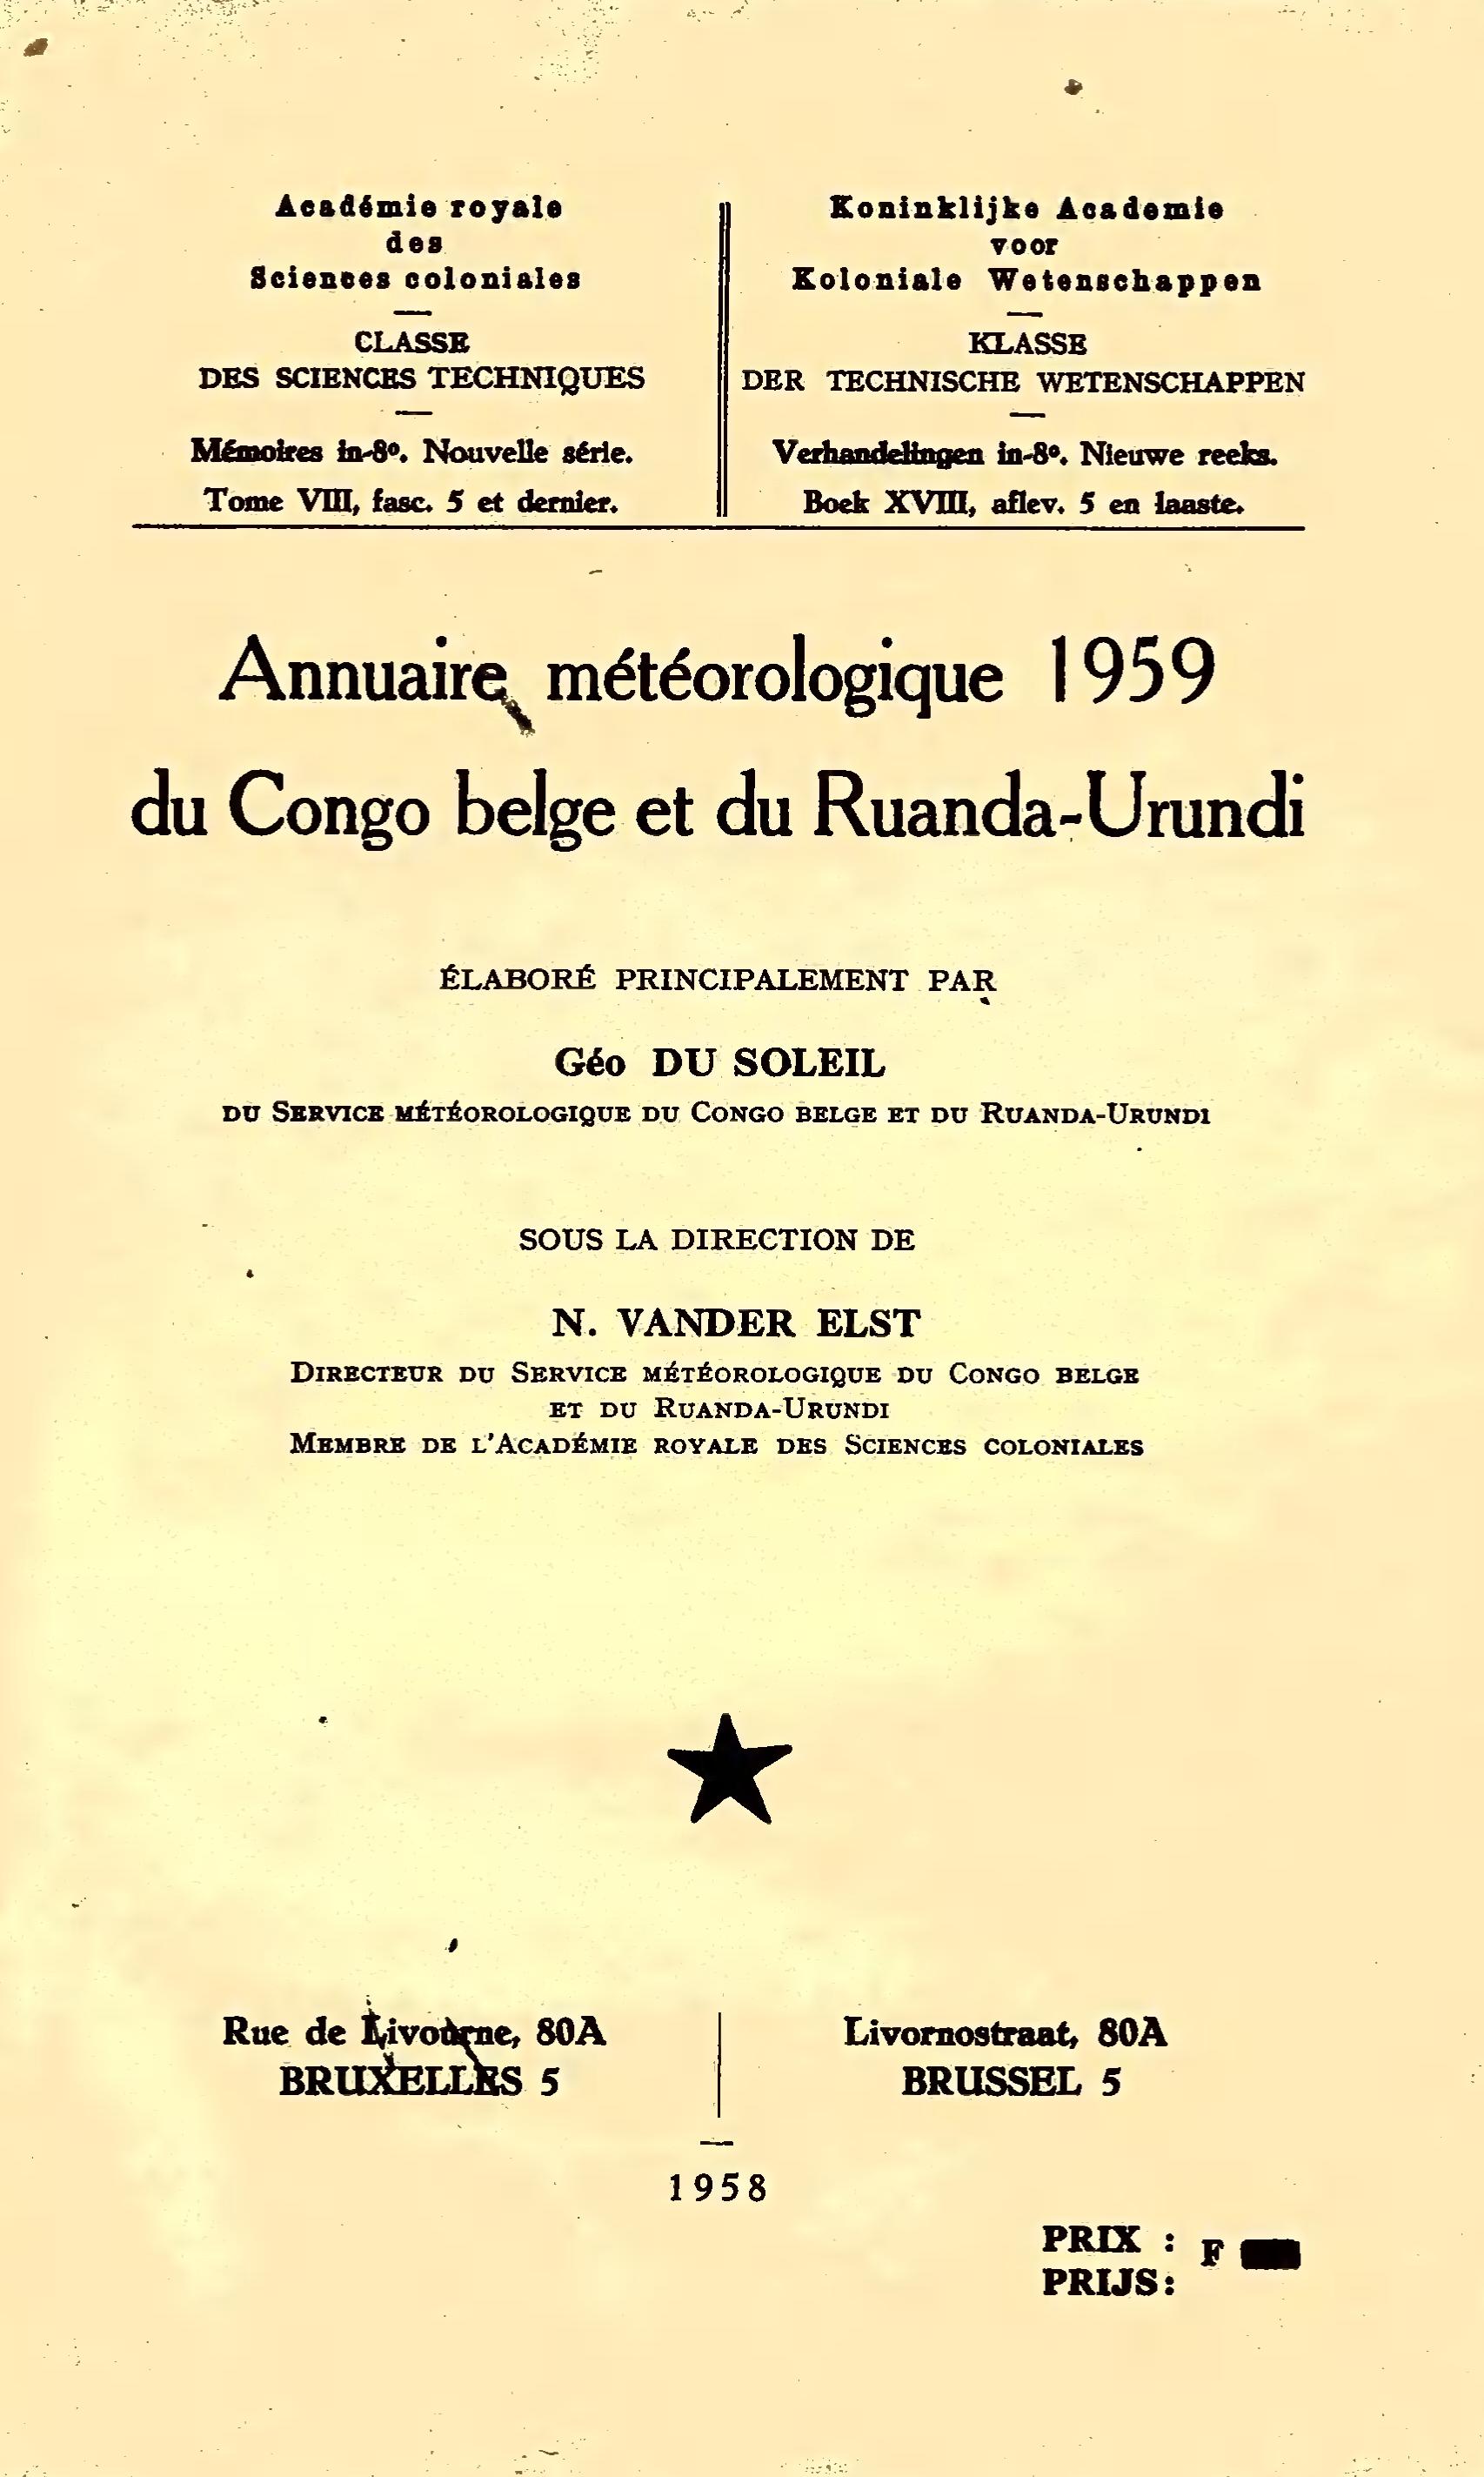 Académie royale
des
Sciences coloniales
CLASSE
DES SCIENCES TECHNIQUES
Mémoires in-8°. Nouvelle série.
Tome VIII, fasc. 5 et dernier.
Koninklijke Academie
voor
Koloniale Wetenschappen
KLASSE
DER TECHNISCHE WETENSCHAPPEN
Verhandelingen in-8°. Nieuwe reeks.
Boek XVIII, aflev. 5 en laaste.
Annuaire météorologique 1959
du Congo belge et du Ruanda-Urundi
ÉLABORÉ PRINCIPALEMENT PAR
Géo DU SOLEIL
DU SERVICE MÉTÉOROLOGIQUE DU CONGO BELGE ET DU RUANDA-URUNDI
SOUS LA DIRECTION DE
N. VANDER ELST
DIRECTEUR DU SERVICE MÉTÉOROLOGIQUE DU CONGO BELGE
ET DU RUANDA-URUNDI
MEMBRE DE L'ACADÉMIE ROYALE DES SCIENCES COLONIALES
Rue de Livourne, 80A
BRUXELLES 5
Livornostraat, 80A
BRUSSEL 5
1958
PRIX :
PRIJS:
F